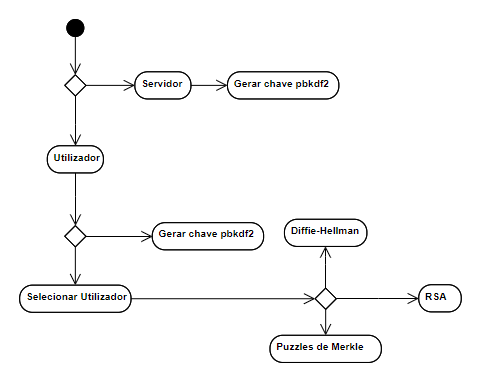 Servidor
Gerar chave pbkdf2
Utilizador
Gerar chave pbkdf2
Diffie-Hellman
Selecionar Utilizador
RSA
Puzzles de Merkle